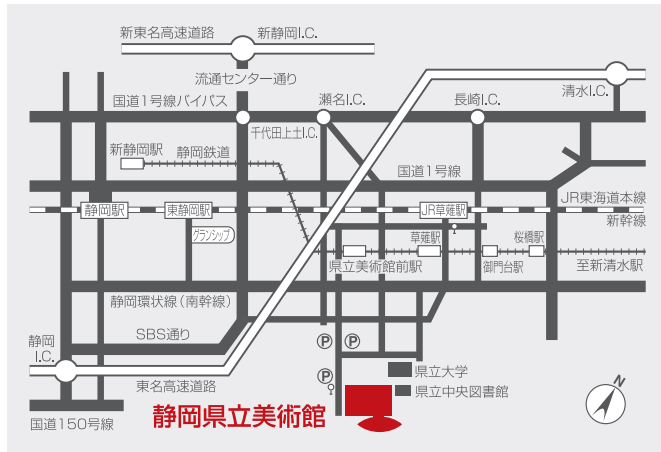 新東名高速道路
新静岡I.C.
流通センター通り
清水I.C.
国道1号線バイパス
瀬名I.C.
長崎I.C.
千代田上土I.C.
新静岡駅
静岡鉄道
国道1号線
JR東海道本線
静岡駅
東静岡駅
JR草薙駅
新幹線
グランシップ
草薙駅
桜橋駅
県立美術館前駅
御門台駅
至新清水駅
静岡環状線（南幹線）
SBS通り
静岡
I.C.
P
P
県立大学
P
東名高速道路
県立中央図書館
N
静岡県立美術館
国道150号線